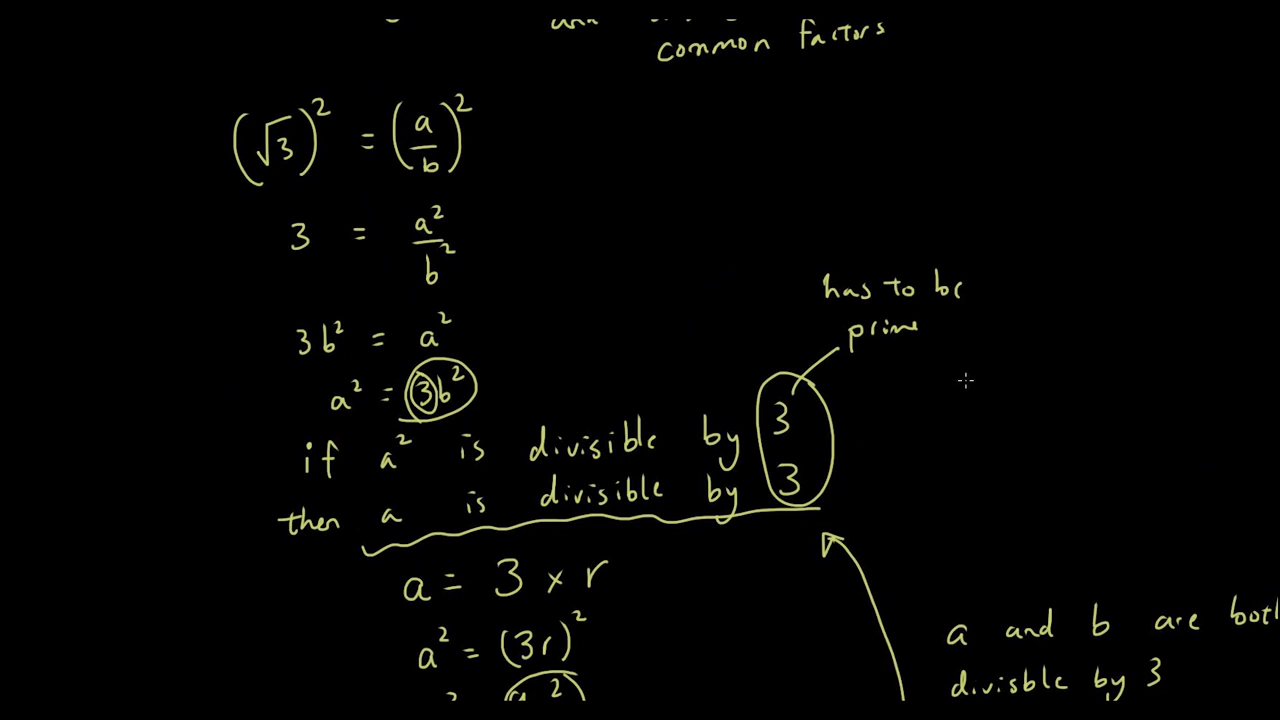 and
common factors
(√3)² = (a/b)²
3 = a²/b²
has to be
prime
3b² = a²
a² = 3b²
if a² is divisible by 3
then a is divisible by 3
a = 3 × r
a² = (3r)²
a and b are both
divisble by 3